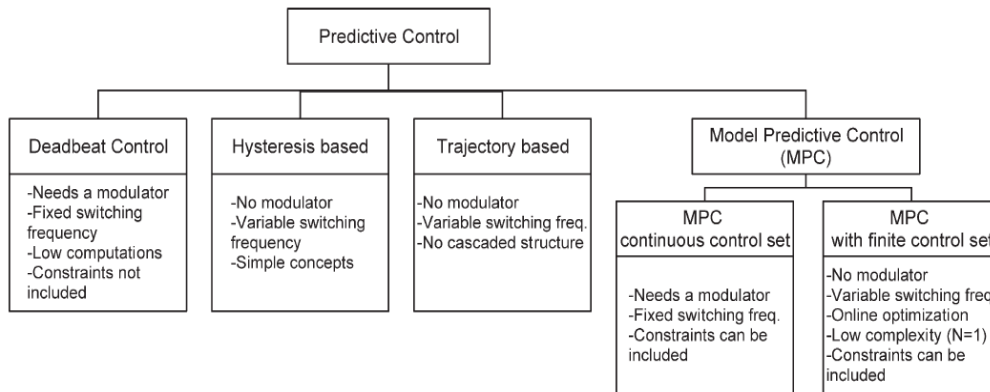 Predictive Control
Deadbeat Control
-Needs a modulator
-Fixed switching
frequency
-Low computations
-Constraints not
included
Hysteresis based
-No modulator
-Variable switching
frequency
-Simple concepts
Trajectory based
-No modulator
-Variable switching freq.
-No cascaded structure
Model Predictive Control
(MPC)
MPC
continuous control set
-Needs a modulator
-Fixed switching freq.
-Constraints can be
included
MPC
with finite control set
-No modulator
-Variable switching freq
-Online optimization
-Low complexity (N=1)
-Constraints can be
included